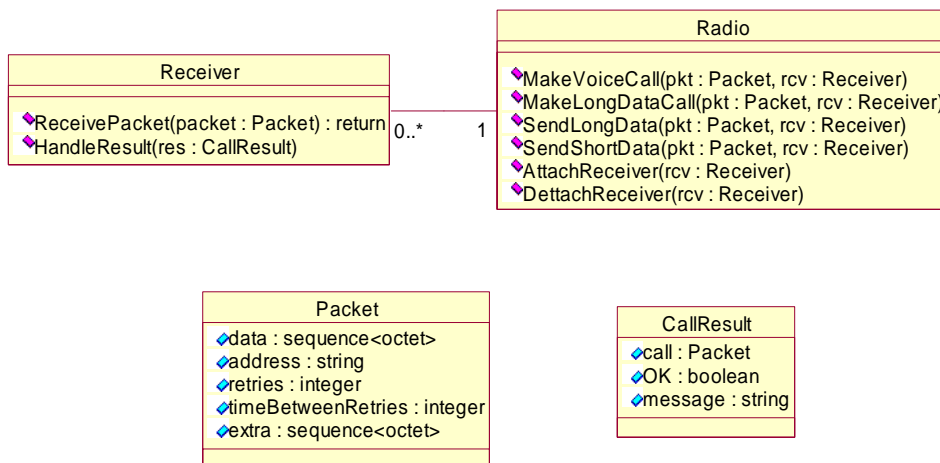 Receiver
ReceivePacket(packet : Packet) : return
HandleResult(res : CallResult)
0..*
1
Radio
MakeVoiceCall(pkt : Packet, rcv : Receiver)
MakeLongDataCall(pkt : Packet, rcv : Receiver)
SendLongData(pkt : Packet, rcv : Receiver)
SendShortData(pkt : Packet, rcv : Receiver)
AttachReceiver(rcv : Receiver)
DettachReceiver(rcv : Receiver)
Packet
data : sequence<octet>
address : string
retries : integer
timeBetweenRetries : integer
extra : sequence<octet>
CallResult
call : Packet
OK : boolean
message : string